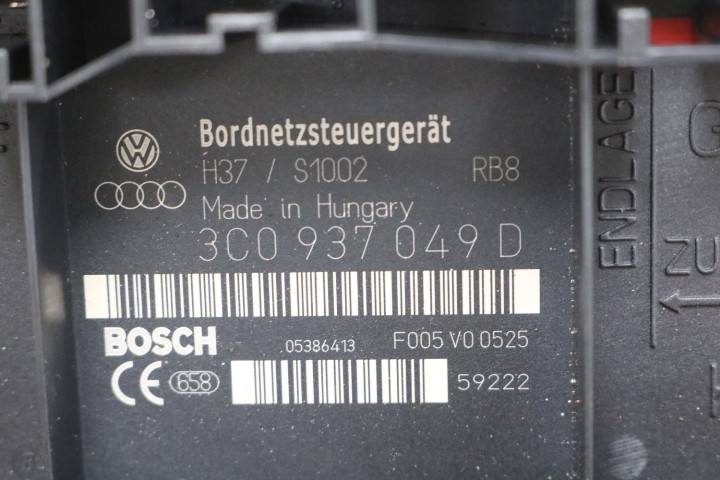 Bordnetzsteuergerät
H37 / S1002 RB8
Made in Hungary
3C0 937 049 D
BOSCH 05386413 F005 V0 0525
CE 658 59222
ENDLAGE
ZU